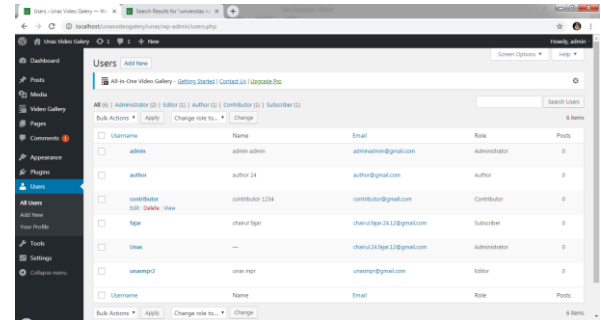 Users ‹ Unas Video Galery — Wo
Search Results for 'universitas na
localhost/unasvideogalery/unas/wp-admin/users.php
Unas Video Galery 1 1 + New Howdy, admin
Screen Options Help
Dashboard
Posts
Media
Video Gallery
Pages
Comments 1
Appearance
Plugins
Users
All Users
Add New
Your Profile
Tools
Settings
Collapse menu
Users Add New
All-in-One Video Gallery - Getting Started | Contact Us | Upgrade Pro
All (6) | Administrator (2) | Editor (1) | Author (1) | Contributor (1) | Subscriber (1)
Search Users
Bulk Actions Apply Change role to... Change 6 items
Username Name Email Role Posts
admin admin admin adminadmin@gmail.com Administrator 0
author author 24 author@gmail.com Author 0
contributor contributor 1234 contributor@gmail.com Contributor 0
Edit Delete View
fajar chairul fajar chairul.fajar.24.12@gmail.com Subscriber 0
Unas — chairul.24.fajar.12@gmail.com Administrator 0
unasmpr2 unas mpr unasmpr@gmail.com Editor 0
Username Name Email Role Posts
Bulk Actions Apply Change role to... Change 6 items